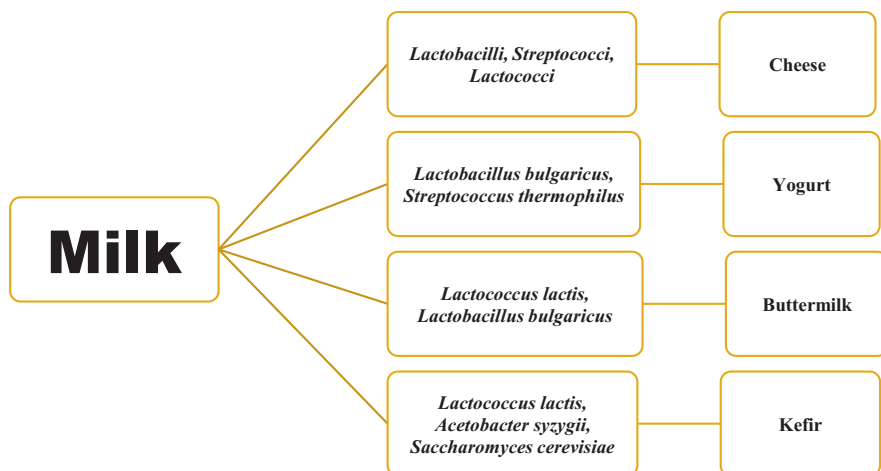 Milk
Lactobacilli, Streptococci,
Lactococci
Cheese
Lactobacillus bulgaricus,
Streptococcus thermophilus
Yogurt
Lactococcus lactis,
Lactobacillus bulgaricus
Buttermilk
Lactococcus lactis,
Acetobacter syzygii,
Saccharomyces cerevisiae
Kefir